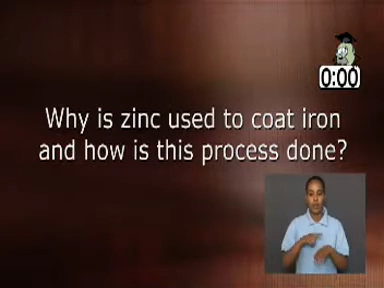 0:00
Why is zinc used to coat iron
and how is this process done?